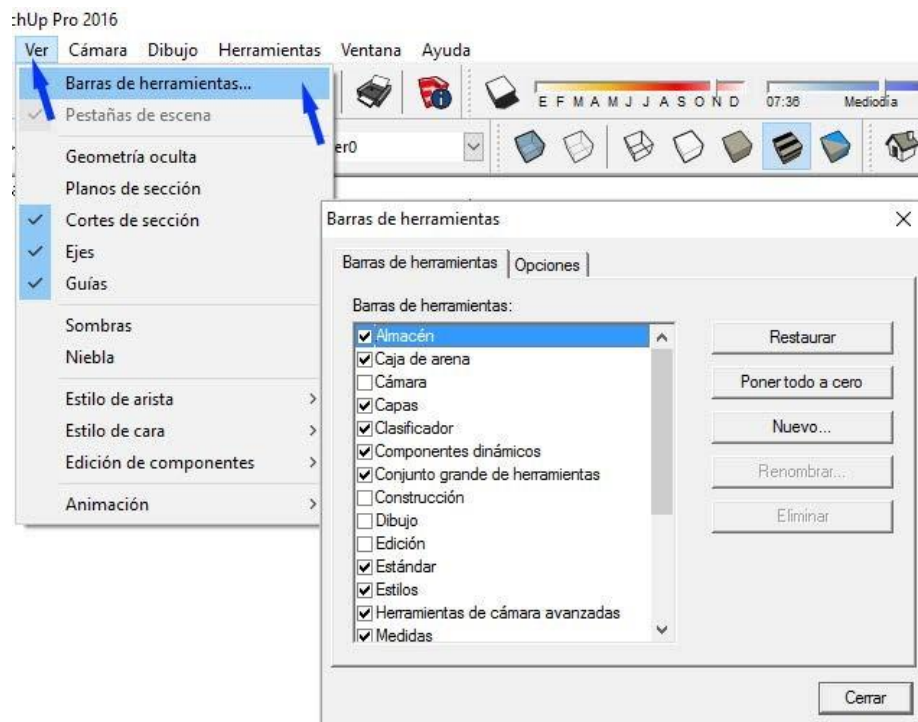 chUp Pro 2016
Ver Cámara Dibujo Herramientas Ventana Ayuda
Barras de herramientas...
Pestañas de escena
Geometría oculta
Planos de sección
Cortes de sección
Ejes
Guías
Sombras
Niebla
Estilo de arista
Estilo de cara
Edición de componentes
Animación
E F M A M J J A S O N D 07:36 Mediodía
er0
Barras de herramientas
Barras de herramientas Opciones
Barras de herramientas:
Almacén
Caja de arena
Cámara
Capas
Clasificador
Componentes dinámicos
Conjunto grande de herramientas
Construcción
Dibujo
Edición
Estándar
Estilos
Herramientas de cámara avanzadas
Medidas
Restaurar
Poner todo a cero
Nuevo...
Renombrar...
Eliminar
Cerrar